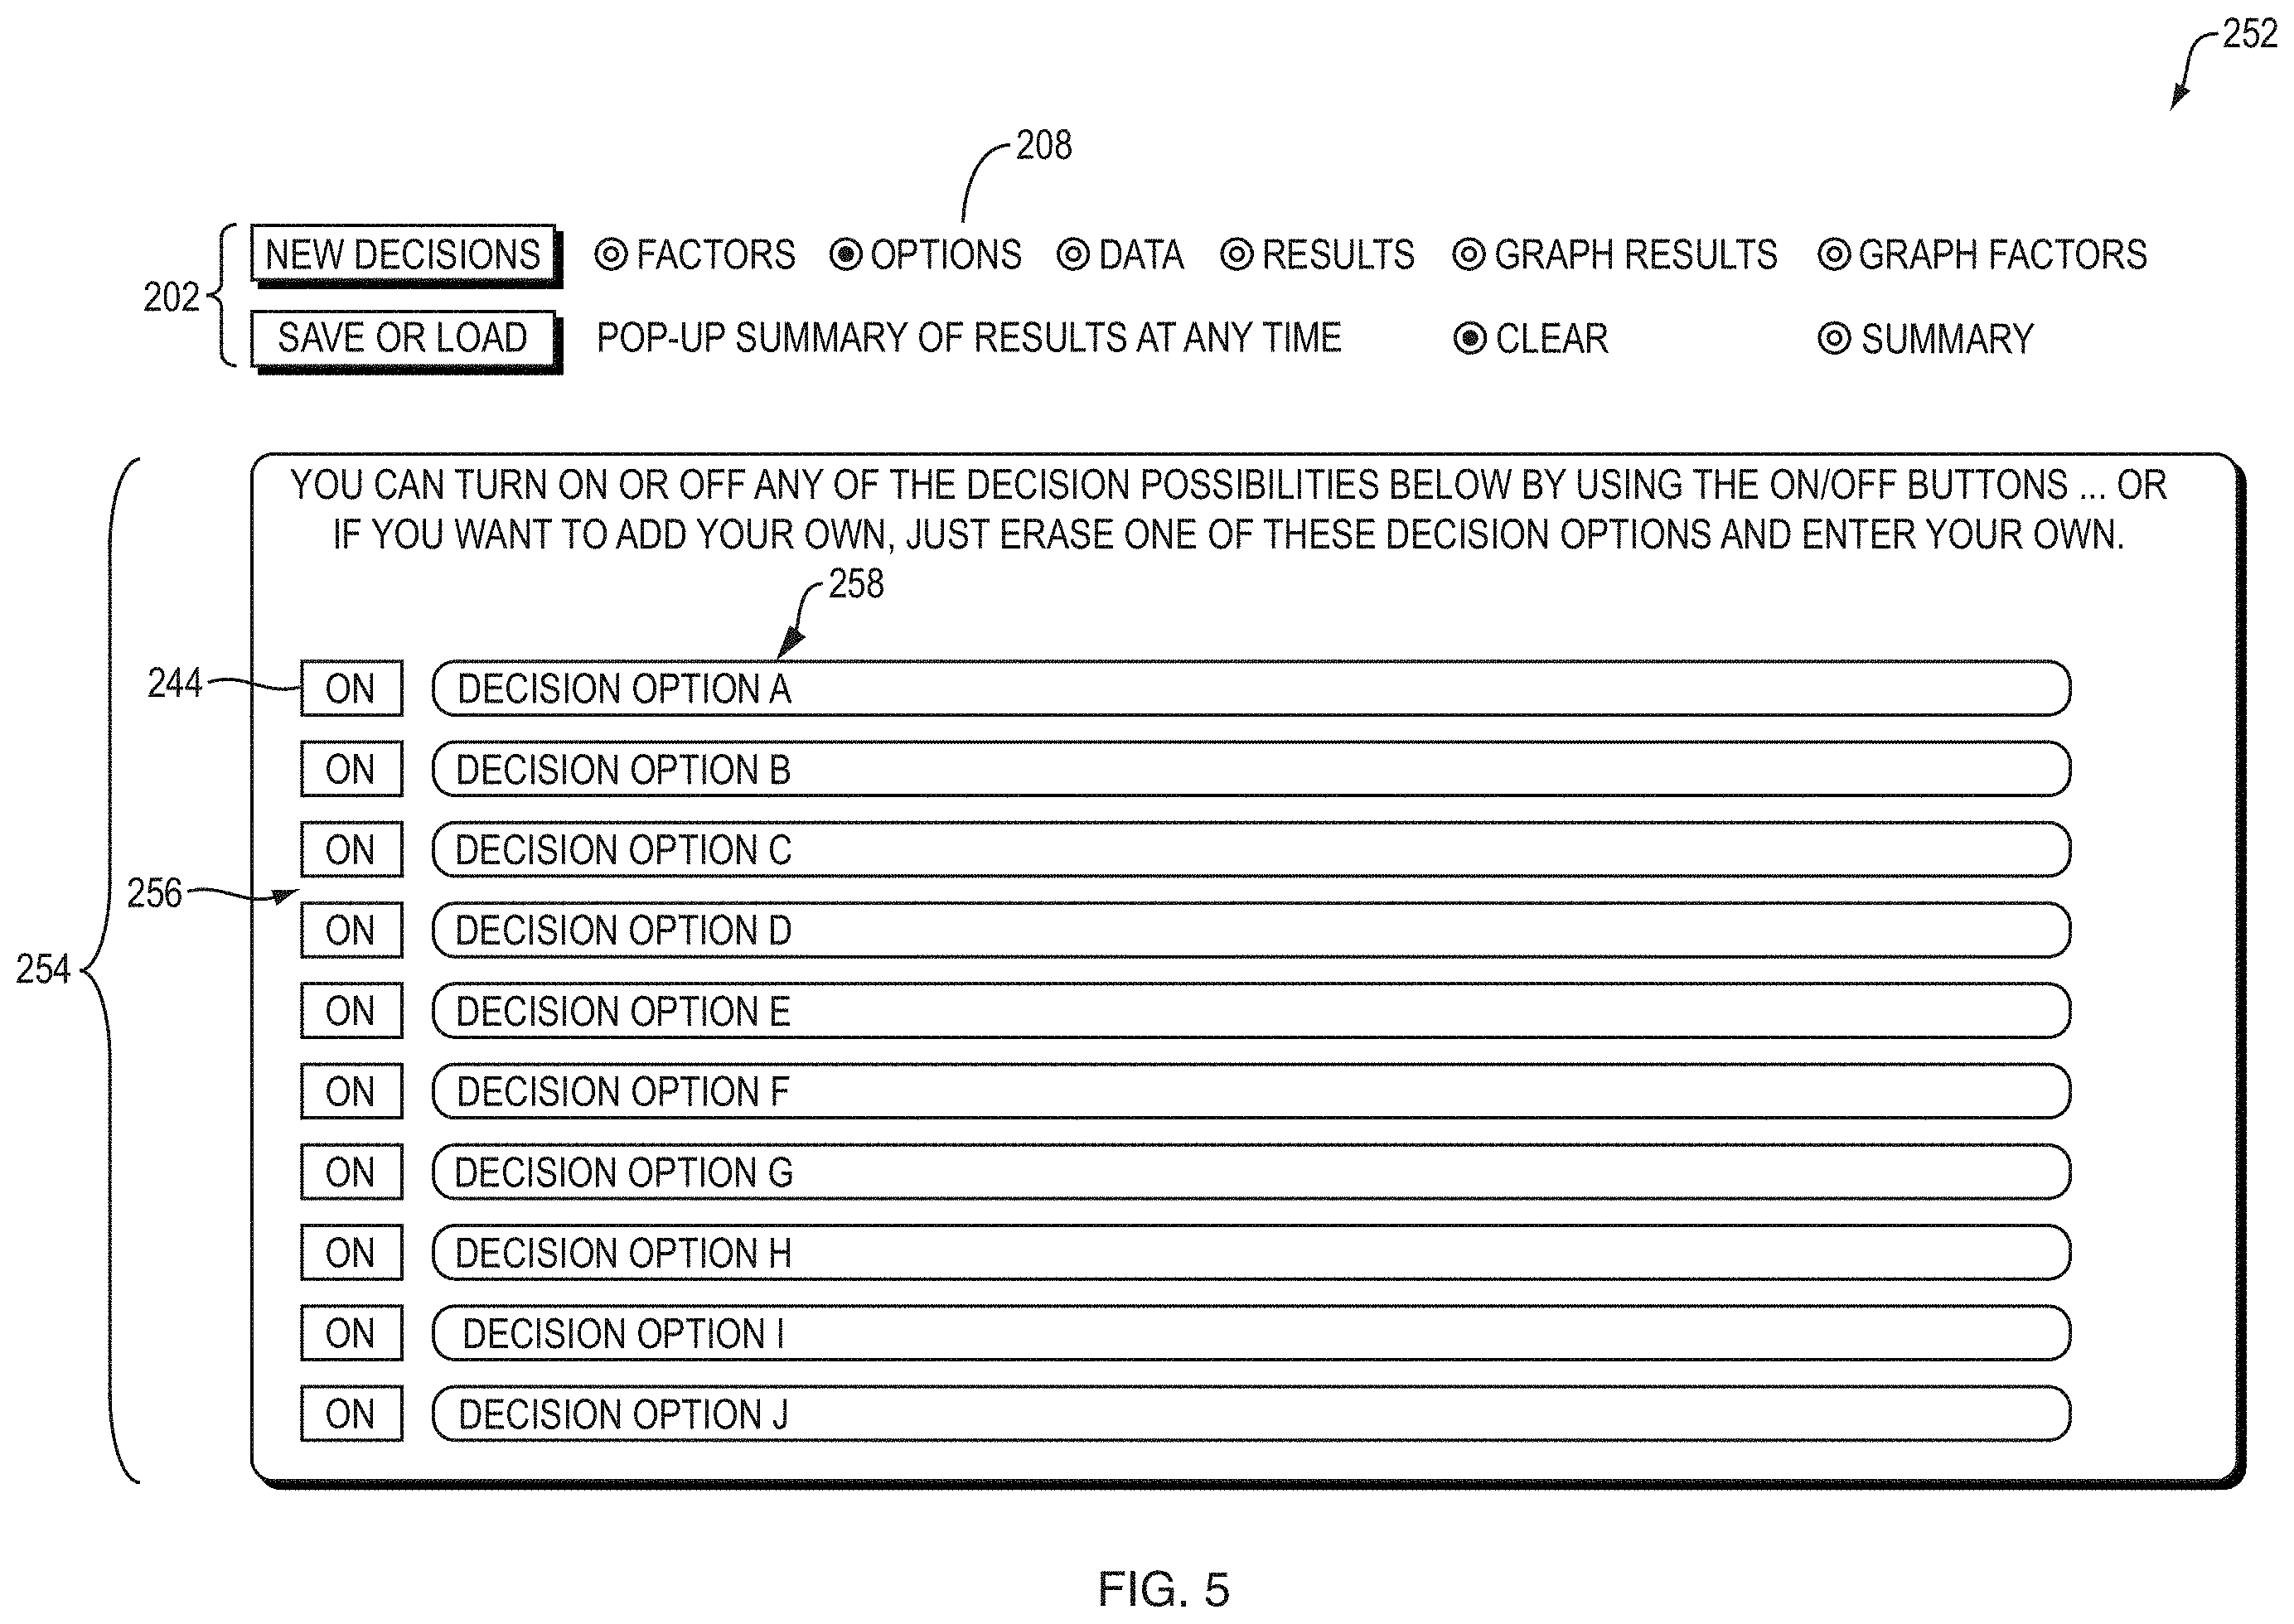 252
208
NEW DECISIONS FACTORS OPTIONS DATA RESULTS GRAPH RESULTS GRAPH FACTORS
202
SAVE OR LOAD POP-UP SUMMARY OF RESULTS AT ANY TIME CLEAR SUMMARY
YOU CAN TURN ON OR OFF ANY OF THE DECISION POSSIBILITIES BELOW BY USING THE ON/OFF BUTTONS ... OR
IF YOU WANT TO ADD YOUR OWN, JUST ERASE ONE OF THESE DECISION OPTIONS AND ENTER YOUR OWN.
258
244 ON DECISION OPTION A
ON DECISION OPTION B
ON DECISION OPTION C
256
ON DECISION OPTION D
254
ON DECISION OPTION E
ON DECISION OPTION F
ON DECISION OPTION G
ON DECISION OPTION H
ON DECISION OPTION I
ON DECISION OPTION J
FIG. 5